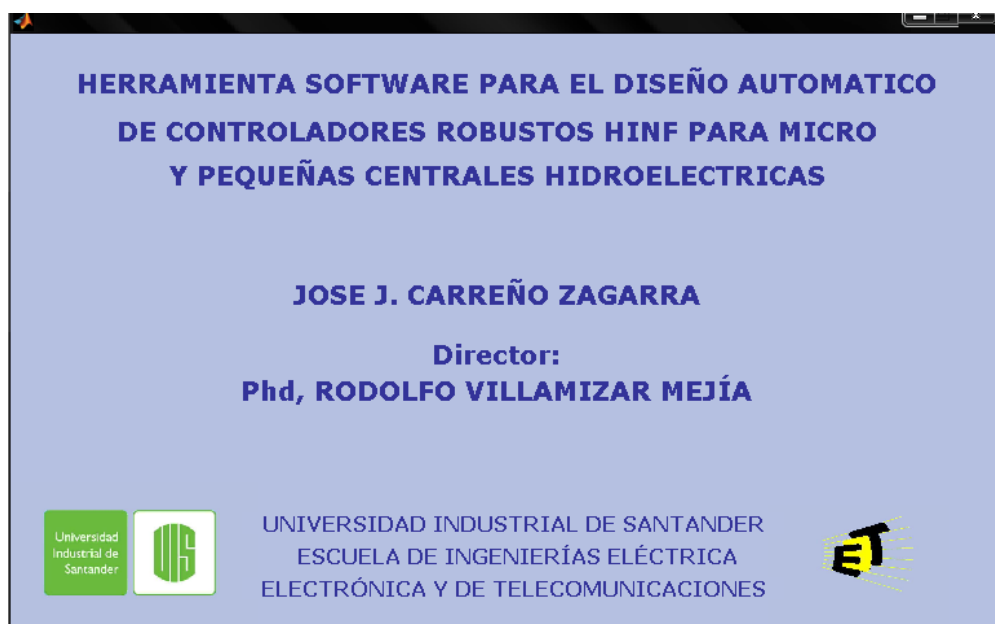 HERRAMIENTA SOFTWARE PARA EL DISEÑO AUTOMATICO
DE CONTROLADORES ROBUSTOS HINF PARA MICRO
Y PEQUEÑAS CENTRALES HIDROELECTRICAS
JOSE J. CARREÑO ZAGARRA
Director:
Phd, RODOLFO VILLAMIZAR MEJÍA
Universidad
Industrial de
Santander
UIS
UNIVERSIDAD INDUSTRIAL DE SANTANDER
ESCUELA DE INGENIERÍAS ELÉCTRICA
ELECTRÓNICA Y DE TELECOMUNICACIONES
ET